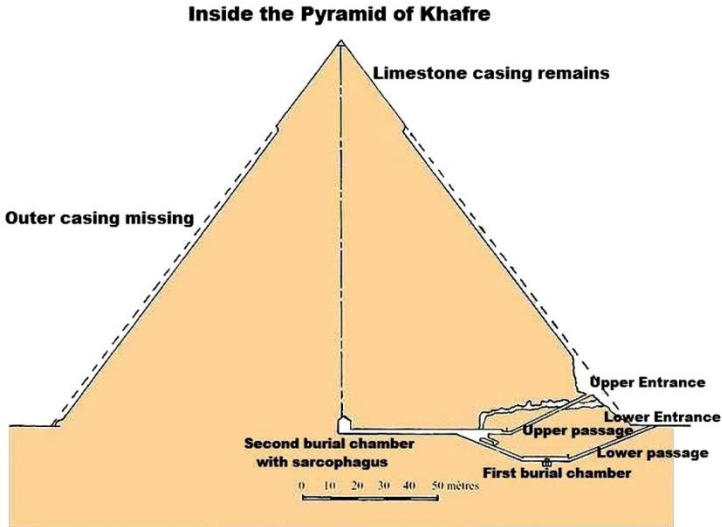 Inside the Pyramid of Khafre
Limestone casing remains
Outer casing missing
Upper Entrance
Lower Entrance
Upper passage
Lower passage
Second burial chamber
with sarcophagus
First burial chamber
0 10 20 30 40 50 mètres